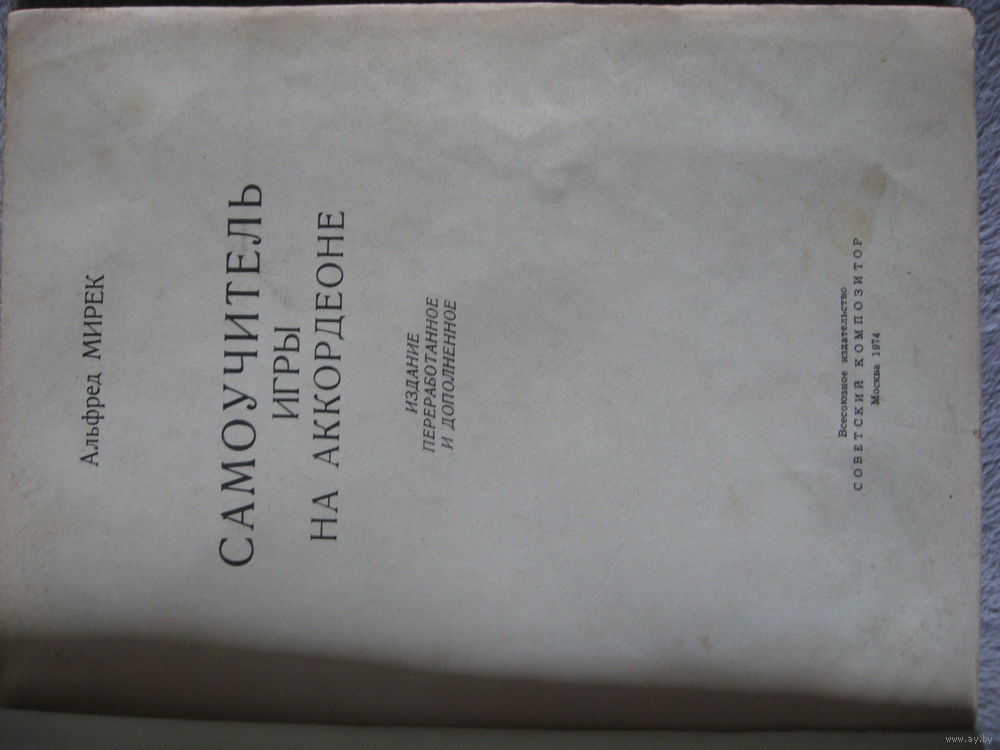 Альфред МИРЕК
САМОУЧИТЕЛЬ
ИГРЫ
НА АККОРДЕОНЕ
ИЗДАНИЕ
ПЕРЕРАБОТАННОЕ
И ДОПОЛНЕННОЕ
Всесоюзное издательство
СОВЕТСКИЙ КОМПОЗИТОР
Москва 1974
www.ay.by